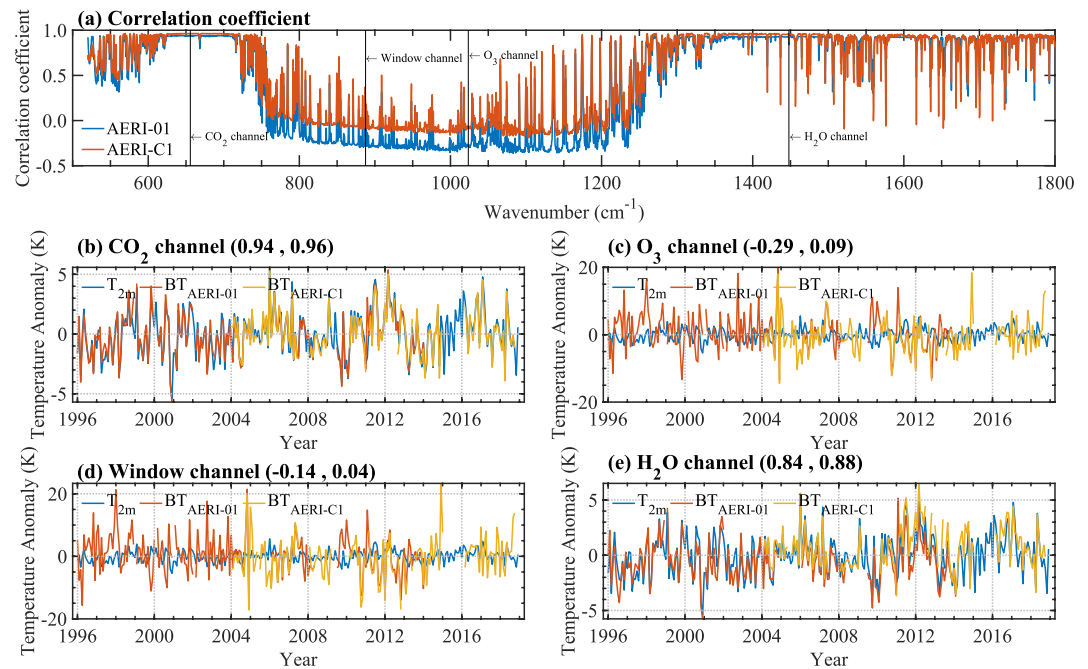 (a) Correlation coefficient
Correlation coefficient
1.0
0.5
0.0
-0.5
AERI-01
AERI-C1
← CO2 channel
← Window channel
← O3 channel
← H2O channel
600 800 1000 1200 1400 1600 1800
Wavenumber (cm-1)
(b) CO2 channel (0.94 , 0.96)
Temperature Anomaly (K)
5
0
-5
T2m BTAERI-01 BTAERI-C1
1996 2000 2004 2008 2012 2016
Year
(c) O3 channel (-0.29 , 0.09)
Temperature Anomaly (K)
20
0
-20
T2m BTAERI-01 BTAERI-C1
1996 2000 2004 2008 2012 2016
Year
(d) Window channel (-0.14 , 0.04)
Temperature Anomaly (K)
20
0
-20
T2m BTAERI-01 BTAERI-C1
1996 2000 2004 2008 2012 2016
Year
(e) H2O channel (0.84 , 0.88)
Temperature Anomaly (K)
5
0
-5
T2m BTAERI-01 BTAERI-C1
1996 2000 2004 2008 2012 2016
Year